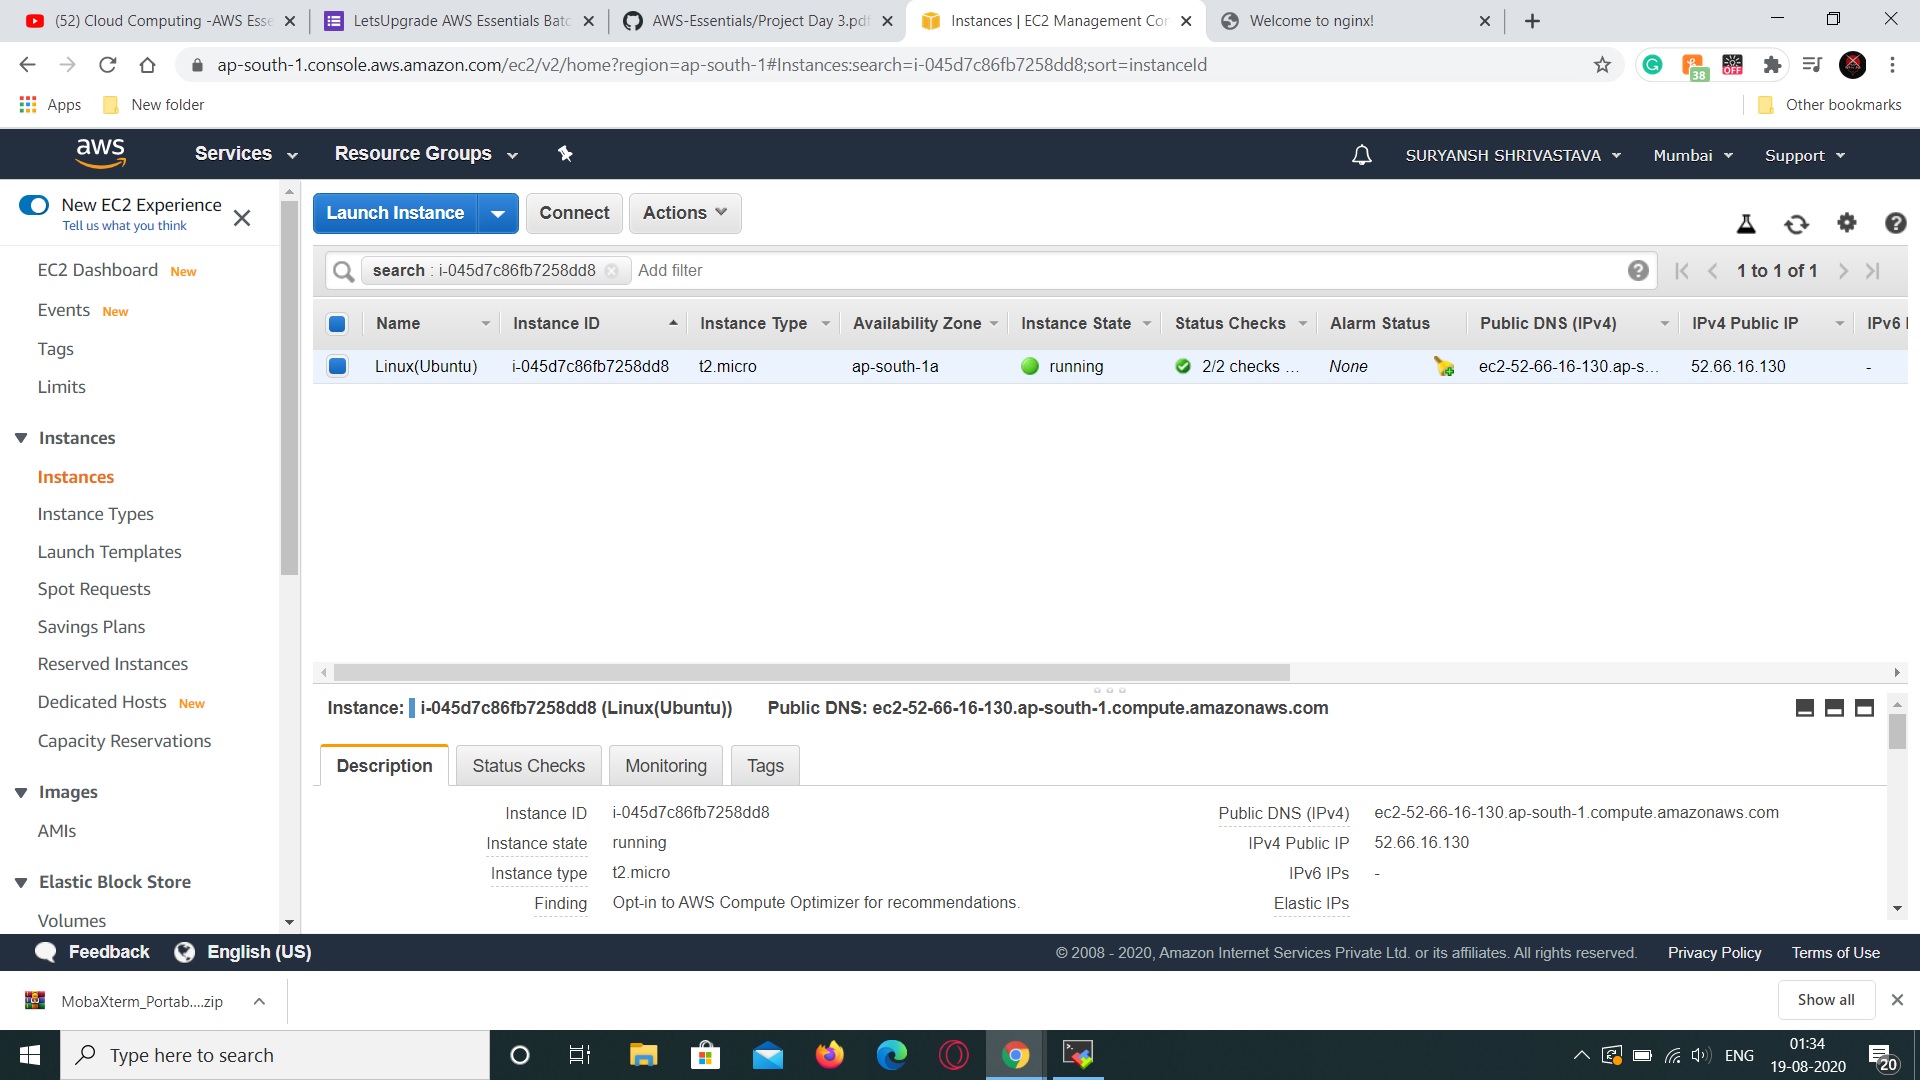 (52) Cloud Computing -AWS Esse
LetsUpgrade AWS Essentials Batc
AWS-Essentials/Project Day 3.pdf
Instances | EC2 Management Con
Welcome to nginx!
ap-south-1.console.aws.amazon.com/ec2/v2/home?region=ap-south-1#Instances:search=i-045d7c86fb7258dd8;sort=instanceId
38
OFF
Apps
New folder
Other bookmarks
aws
Services
Resource Groups
SURYANSH SHRIVASTAVA
Mumbai
Support
New EC2 Experience
Tell us what you think
Launch Instance
Connect
Actions
search : i-045d7c86fb7258dd8
Add filter
1 to 1 of 1
EC2 Dashboard New
Events New
Tags
Limits
Instances
Instances
Instance Types
Launch Templates
Spot Requests
Savings Plans
Reserved Instances
Dedicated Hosts New
Capacity Reservations
Images
AMIs
Elastic Block Store
Volumes
Name Instance ID Instance Type Availability Zone Instance State Status Checks Alarm Status Public DNS (IPv4) IPv4 Public IP IPv6 I
Linux(Ubuntu) i-045d7c86fb7258dd8 t2.micro ap-south-1a running 2/2 checks ... None ec2-52-66-16-130.ap-s... 52.66.16.130 -
Instance: i-045d7c86fb7258dd8 (Linux(Ubuntu)) Public DNS: ec2-52-66-16-130.ap-south-1.compute.amazonaws.com
Description Status Checks Monitoring Tags
Instance ID i-045d7c86fb7258dd8 Public DNS (IPv4) ec2-52-66-16-130.ap-south-1.compute.amazonaws.com
Instance state running IPv4 Public IP 52.66.16.130
Instance type t2.micro IPv6 IPs -
Finding Opt-in to AWS Compute Optimizer for recommendations. Elastic IPs
Feedback
English (US)
© 2008 - 2020, Amazon Internet Services Private Ltd. or its affiliates. All rights reserved.
Privacy Policy
Terms of Use
MobaXterm_Portab....zip
Show all
Type here to search
ENG
01:34
19-08-2020
20